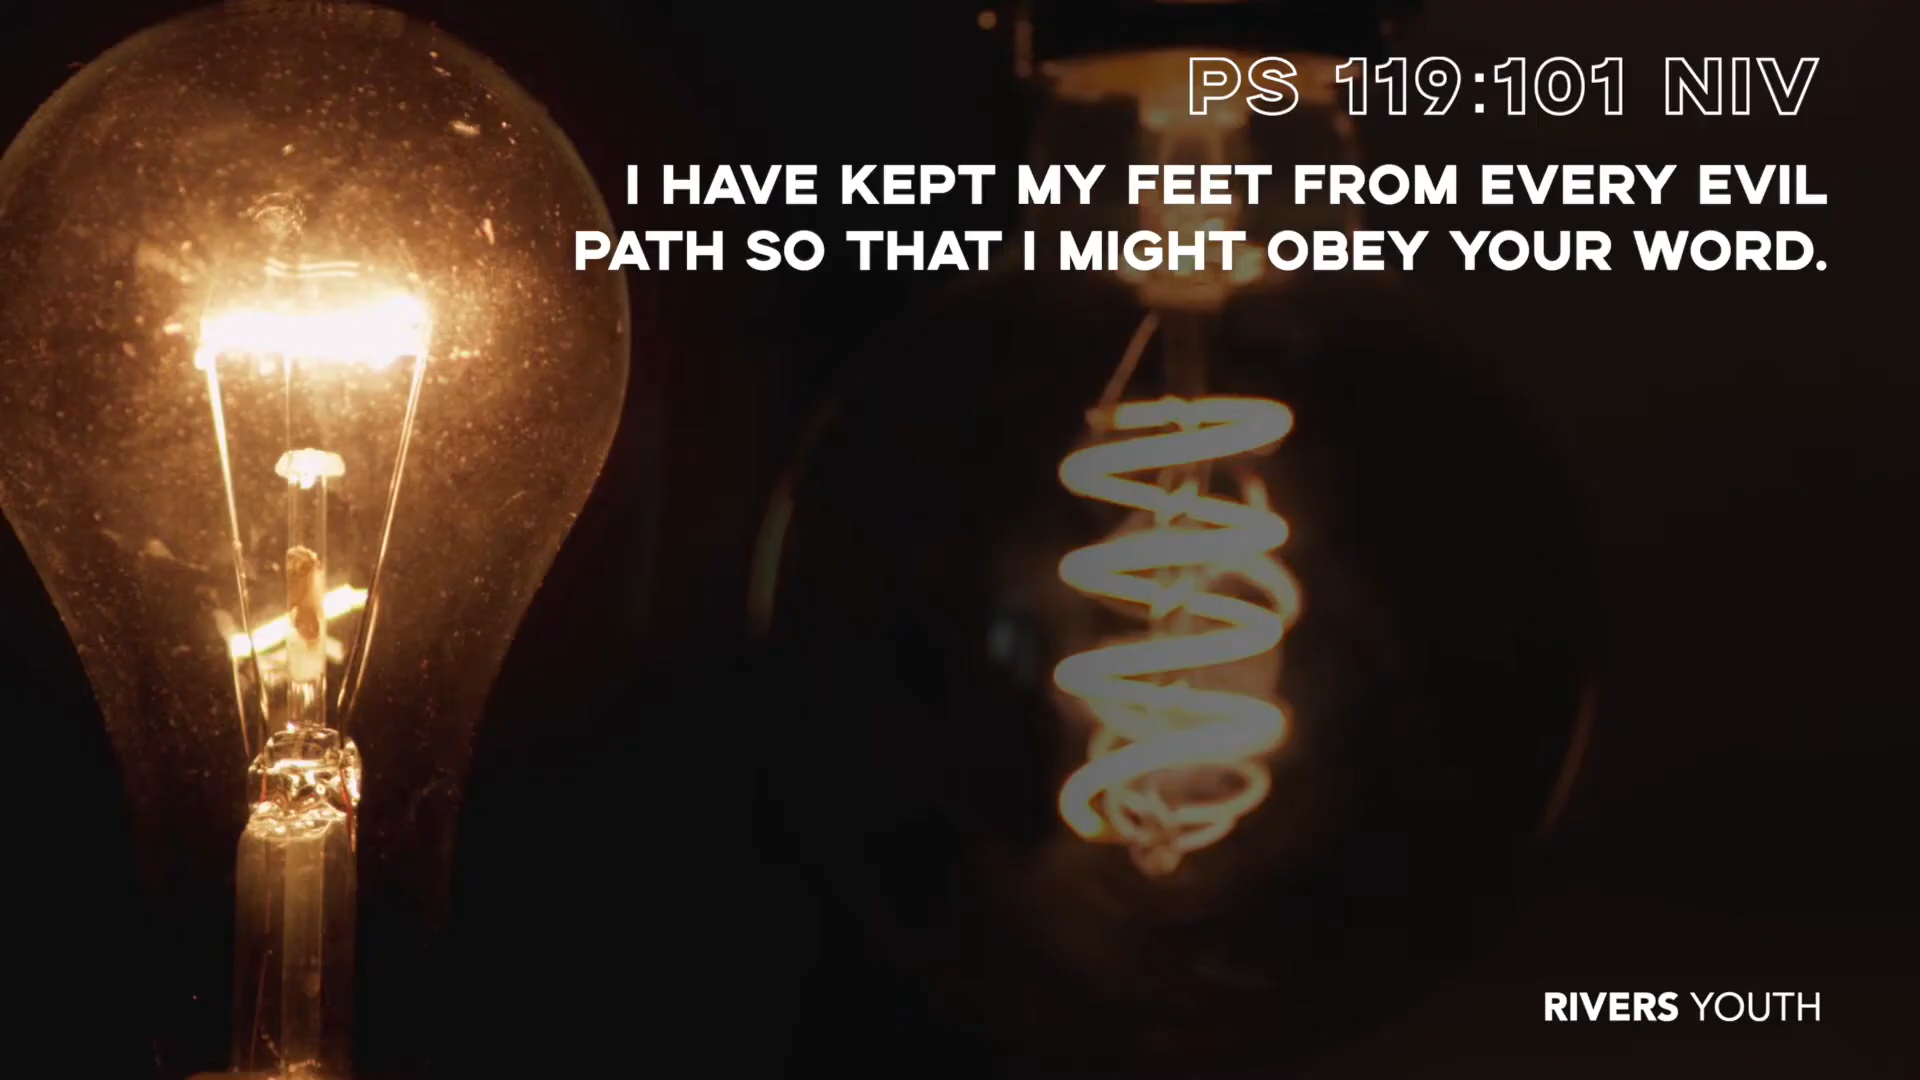 PS 119:101 NIV
I HAVE KEPT MY FEET FROM EVERY EVIL
PATH SO THAT I MIGHT OBEY YOUR WORD.
RIVERS YOUTH